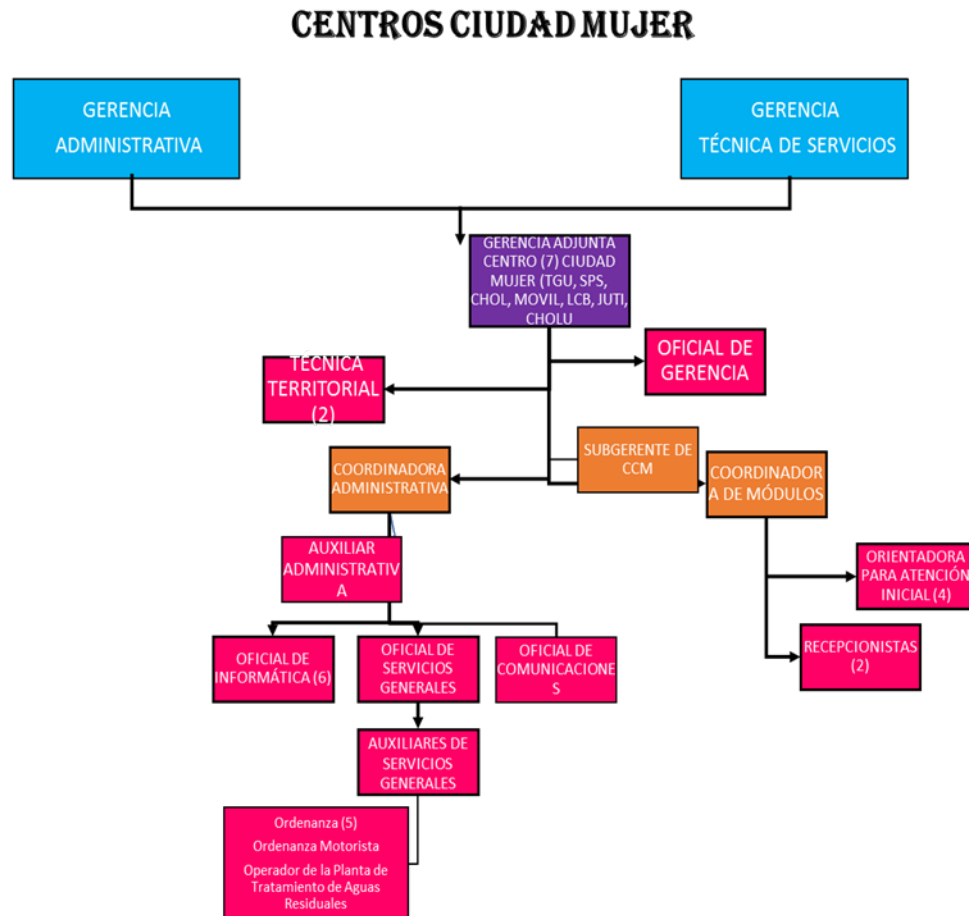 CENTROS CIUDAD MUJER
GERENCIA
ADMINISTRATIVA
GERENCIA
TÉCNICA DE SERVICIOS
GERENCIA ADJUNTA
CENTRO (7) CIUDAD
MUJER (TGU, SPS,
CHOL, MOVIL, LCB, JUTI,
CHOLU
OFICIAL DE
GERENCIA
TÉCNICA
TERRITORIAL
(2)
SUBGERENTE DE
CCM
COORDINADORA
ADMINISTRATIVA
COORDINADOR
A DE MÓDULOS
AUXILIAR
ADMINISTRATIV
A
ORIENTADORA
PARA ATENCIÓN
INICIAL (4)
RECEPCIONISTAS
(2)
OFICIAL DE
INFORMÁTICA (6)
OFICIAL DE
SERVICIOS
GENERALES
OFICIAL DE
COMUNICACIONE
S
AUXILIARES DE
SERVICIOS
GENERALES
Ordenanza (5)
Ordenanza Motorista
Operador de la Planta de
Tratamiento de Aguas
Residuales